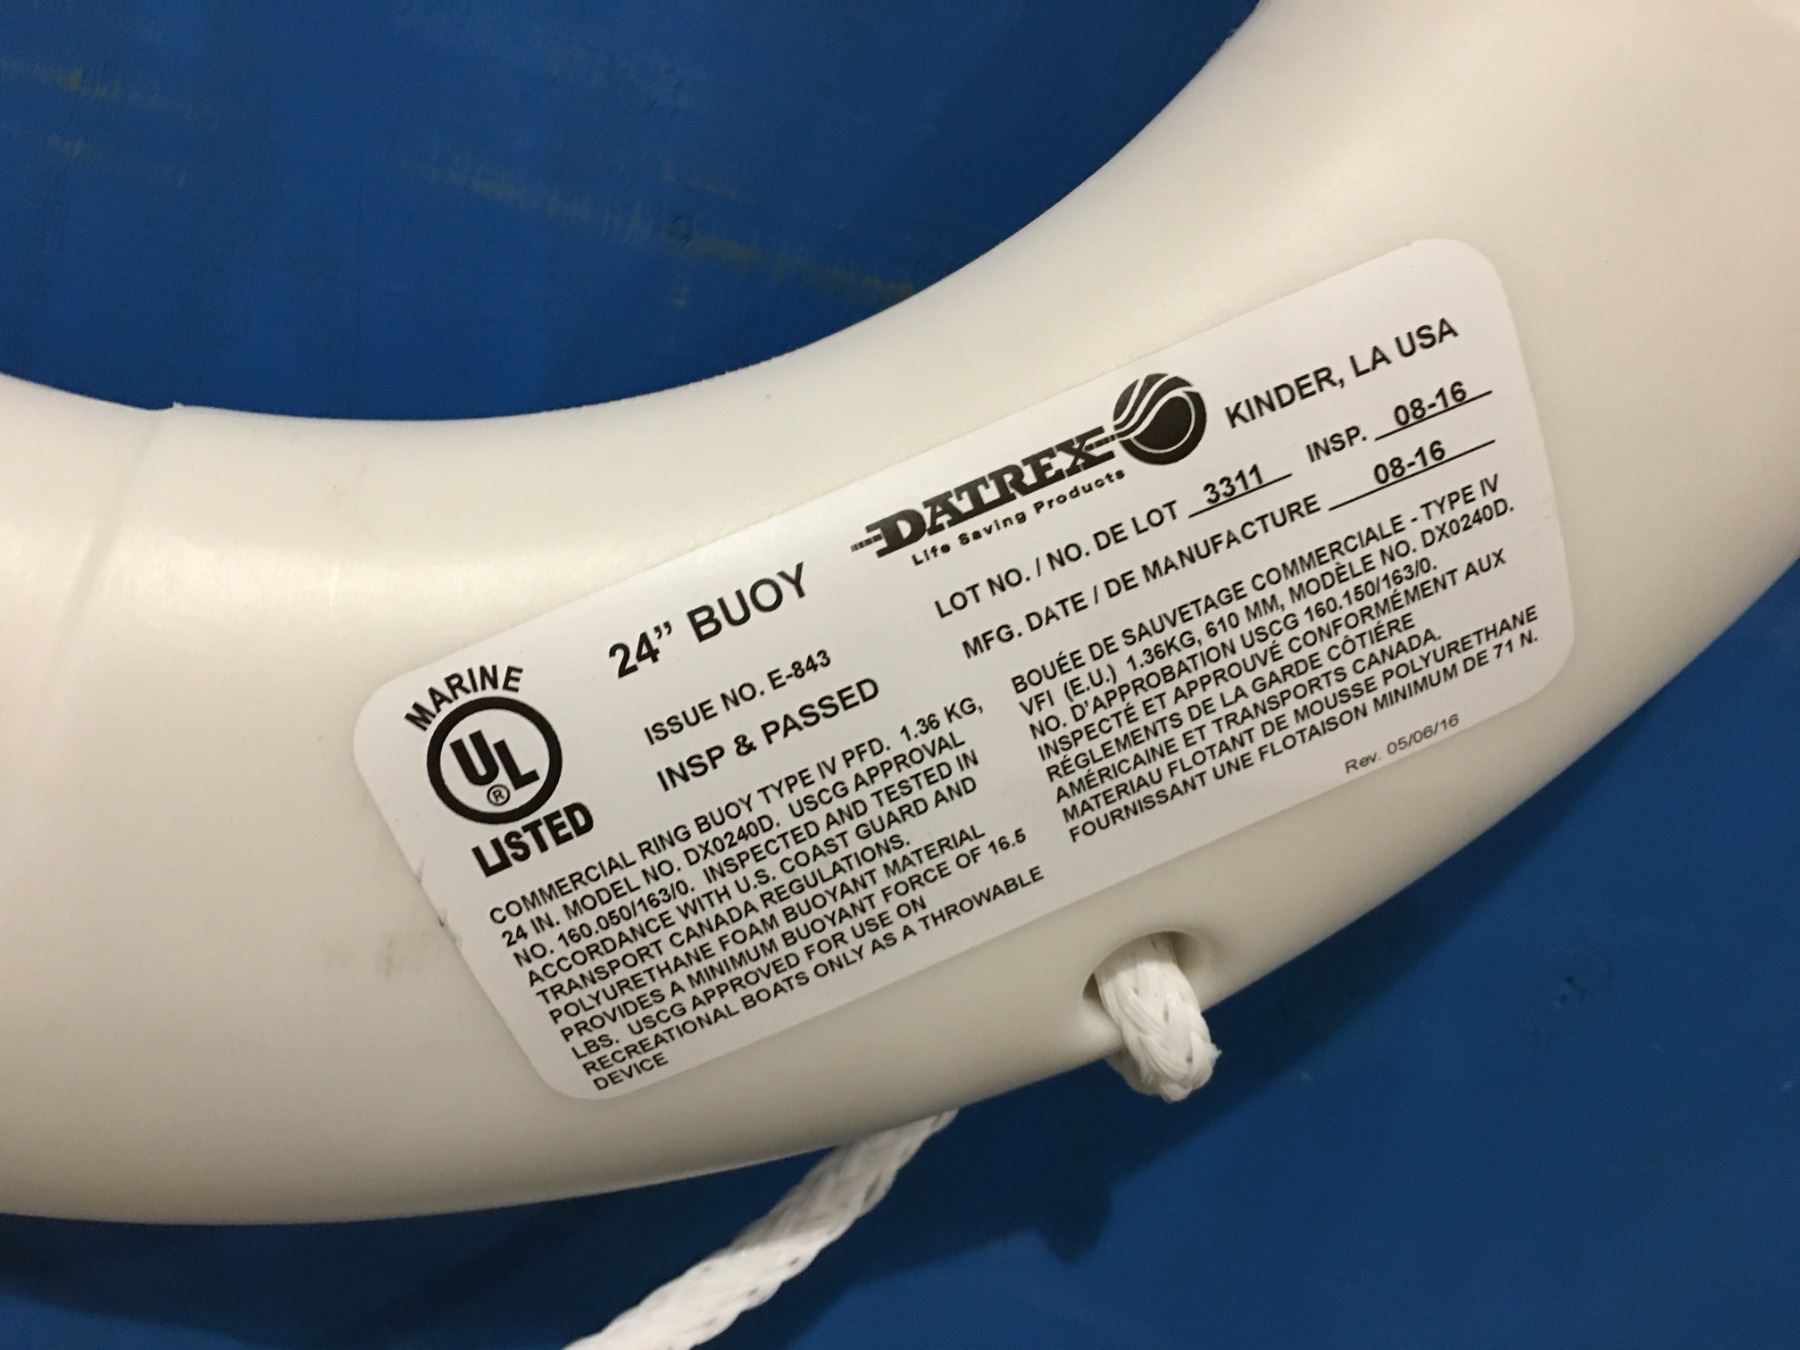 MARINE
UL
®
LISTED
24” BUOY
ISSUE NO. E-843
INSP & PASSED
COMMERCIAL RING BUOY TYPE IV PFD. 1.36 KG,
24 IN. MODEL NO. DX0240D. USCG APPROVAL
NO. 160.050/163/0. INSPECTED AND TESTED IN
ACCORDANCE WITH U.S. COAST GUARD AND
TRANSPORT CANADA REGULATIONS.
POLYURETHANE FOAM BUOYANT MATERIAL
PROVIDES A MINIMUM BUOYANT FORCE OF 16.5
LBS. USCG APPROVED FOR USE ON
RECREATIONAL BOATS ONLY AS A THROWABLE
DEVICE
DATREX
Life Saving Products
KINDER, LA USA
LOT NO. / NO. DE LOT 3311 INSP. 08-16
MFG. DATE / DE MANUFACTURE 08-16
BOUÉE DE SAUVETAGE COMMERCIALE - TYPE IV
VFI (E.U.) 1.36KG, 610 MM, MODÈLE NO. DX0240D.
NO. D'APPROBATION USCG 160.150/163/0.
INSPECTÉ ET APPROUVÉ CONFORMÉMENT AUX
RÉGLEMENTS DE LA GARDE CÔTIÉRE
AMÉRICAINE ET TRANSPORTS CANADA.
MATERIAU FLOTANT DE MOUSSE POLYURETHANE
FOURNISSANT UNE FLOTAISON MINIMUM DE 71 N.
Rev. 05/06/16